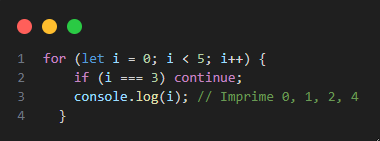 1 for (let i = 0; i < 5; i++) {
2     if (i === 3) continue;
3     console.log(i); // Imprime 0, 1, 2, 4
4   }